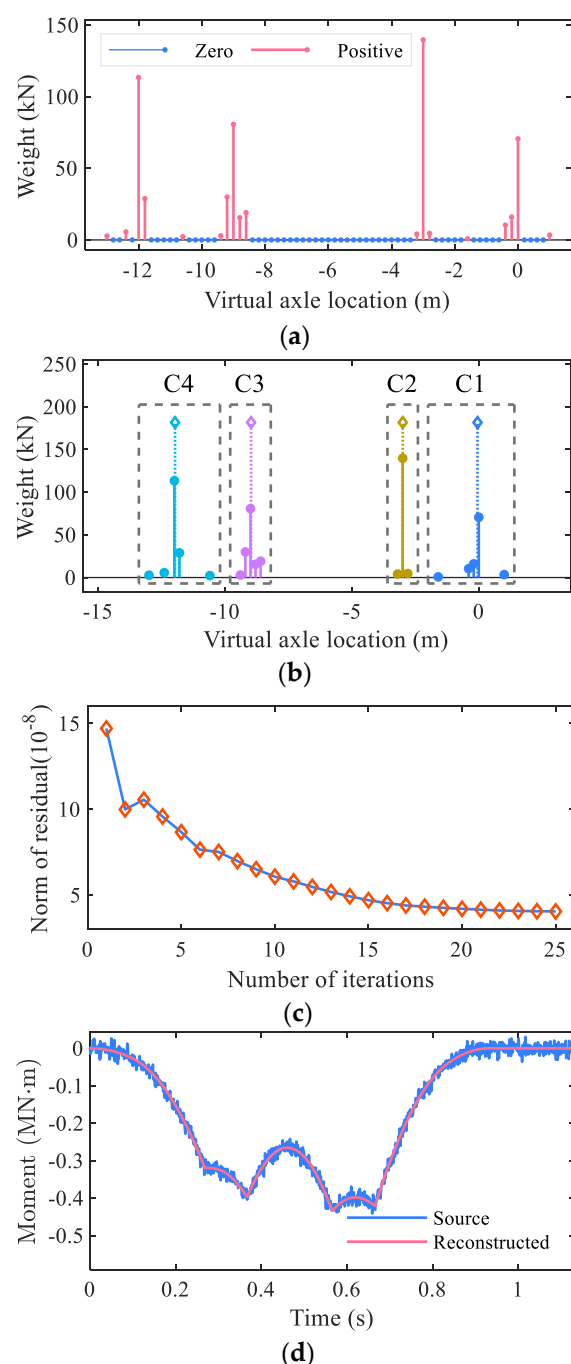 150
100
50
0
Weight (kN)
Zero
Positive
-12
-10
-8
-6
-4
-2
0
Virtual axle location (m)
(a)
250
200
150
100
50
0
Weight (kN)
C4
C3
C2
C1
-15
-10
-5
0
Virtual axle location (m)
(b)
15
10
5
Norm of residual(10-8)
0
5
10
15
20
25
Number of iterations
(c)
0
-0.1
-0.2
-0.3
-0.4
-0.5
Moment (MN·m)
Source
Reconstructed
0
0.2
0.4
0.6
0.8
1
Time (s)
(d)